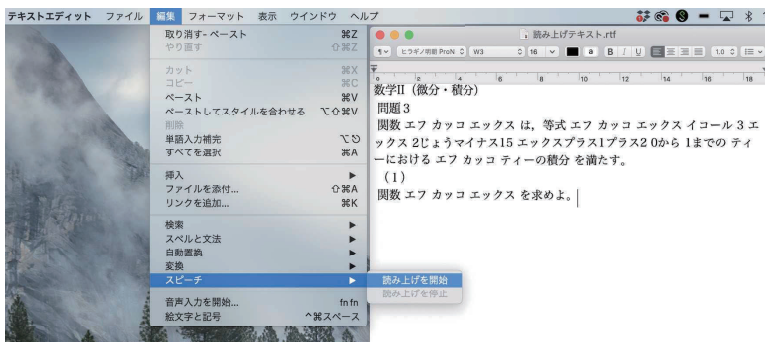 テキストエディット ファイル 編集 フォーマット 表示 ウインドウ ヘルプ
取り消す- ペースト ⌘Z
やり直す ⇧⌘Z
カット ⌘X
コピー ⌘C
ペースト ⌘V
ペーストしてスタイルを合わせる ⌥⇧⌘V
削除
単語入力補完 ⌥⎋
すべてを選択 ⌘A
挿入 ▶
ファイルを添付... ⇧⌘A
リンクを追加... ⌘K
検索 ▶
スペルと文法 ▶
自動置換 ▶
変換 ▶
スピーチ ▶
音声入力を開始... fn fn
絵文字と記号 ^⌘スペース
読み上げを開始
読み上げを停止
読み上げテキスト.rtf
ヒラギノ明朝 ProN W3 16 a B I U 1.0
0 2 4 6 8 10 12 14 16 18
数学II（微分・積分）
問題３
関数 エフ カッコ エックス は，等式 エフ カッコ エックス イコール 3 エ
ックス 2じょうマイナス15 エックスプラス1プラス2 0から 1までの ティ
ーにおける エフ カッコ ティーの積分 を満たす。
（1）
関数 エフ カッコ エックス を求めよ。